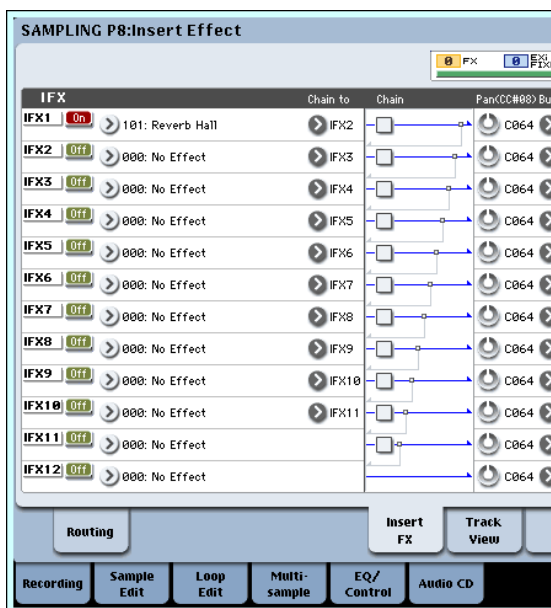 SAMPLING P8:Insert Effect
0 FX 0 EXi
IFX Chain to Chain Pan(CC#08) Bu
IFX1 On 101: Reverb Hall IFX2 C064
IFX2 Off 000: No Effect IFX3 C064
IFX3 Off 000: No Effect IFX4 C064
IFX4 Off 000: No Effect IFX5 C064
IFX5 Off 000: No Effect IFX6 C064
IFX6 Off 000: No Effect IFX7 C064
IFX7 Off 000: No Effect IFX8 C064
IFX8 Off 000: No Effect IFX9 C064
IFX9 Off 000: No Effect IFX10 C064
IFX10 Off 000: No Effect IFX11 C064
IFX11 Off 000: No Effect C064
IFX12 Off 000: No Effect C064
Routing Insert FX Track View
Recording Sample Edit Loop Edit Multi-sample EQ/Control Audio CD